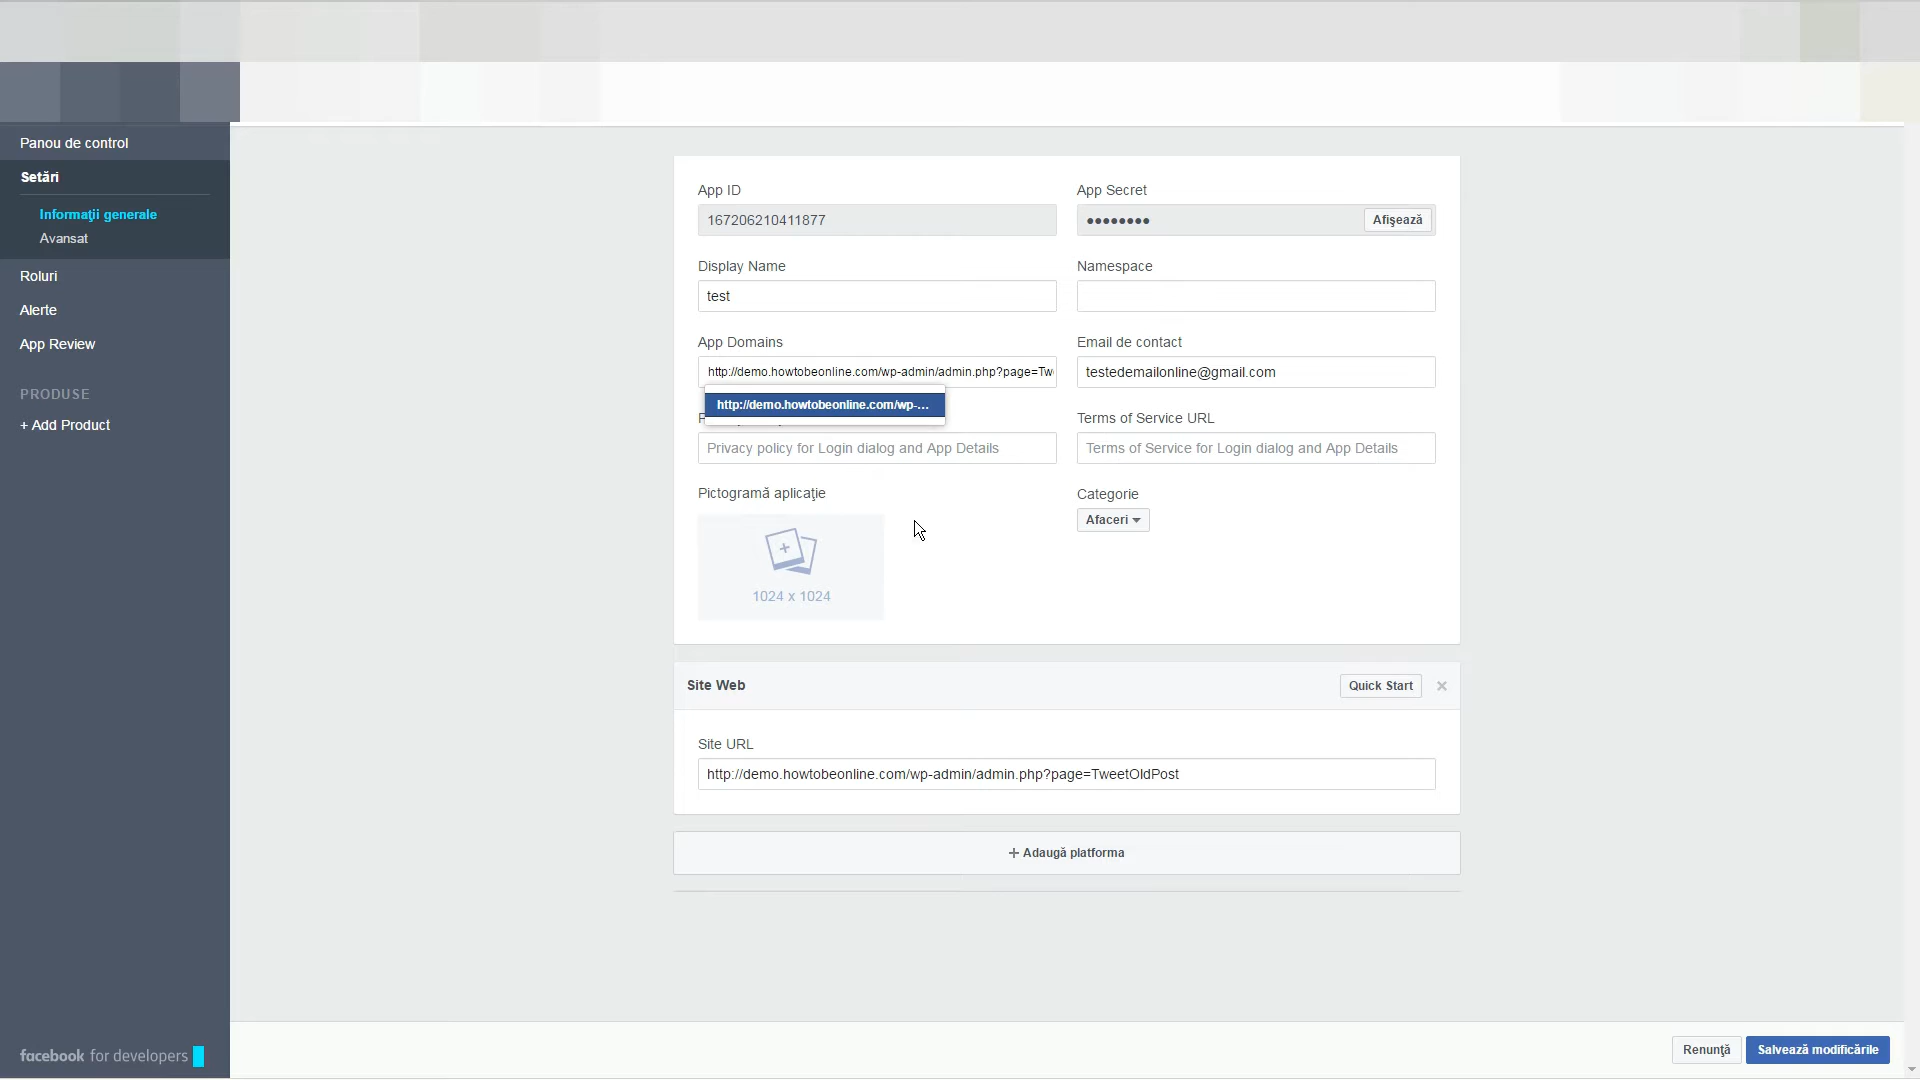 Panou de control
Setări
Informaţii generale
Avansat
Roluri
Alerte
App Review
PRODUSE
+ Add Product
facebook for developers
App ID
167206210411877
App Secret
●●●●●●●●
Afişează
Display Name
test
Namespace
App Domains
http://demo.howtobeonline.com/wp-admin/admin.php?page=Tw
http://demo.howtobeonline.com/wp-...
Email de contact
testedemailonline@gmail.com
Privacy policy for Login dialog and App Details
Terms of Service URL
Terms of Service for Login dialog and App Details
Pictogramă aplicaţie
1024 x 1024
Categorie
Afaceri
Site Web
Quick Start
Site URL
http://demo.howtobeonline.com/wp-admin/admin.php?page=TweetOldPost
+ Adaugă platforma
Renunţă
Salvează modificările